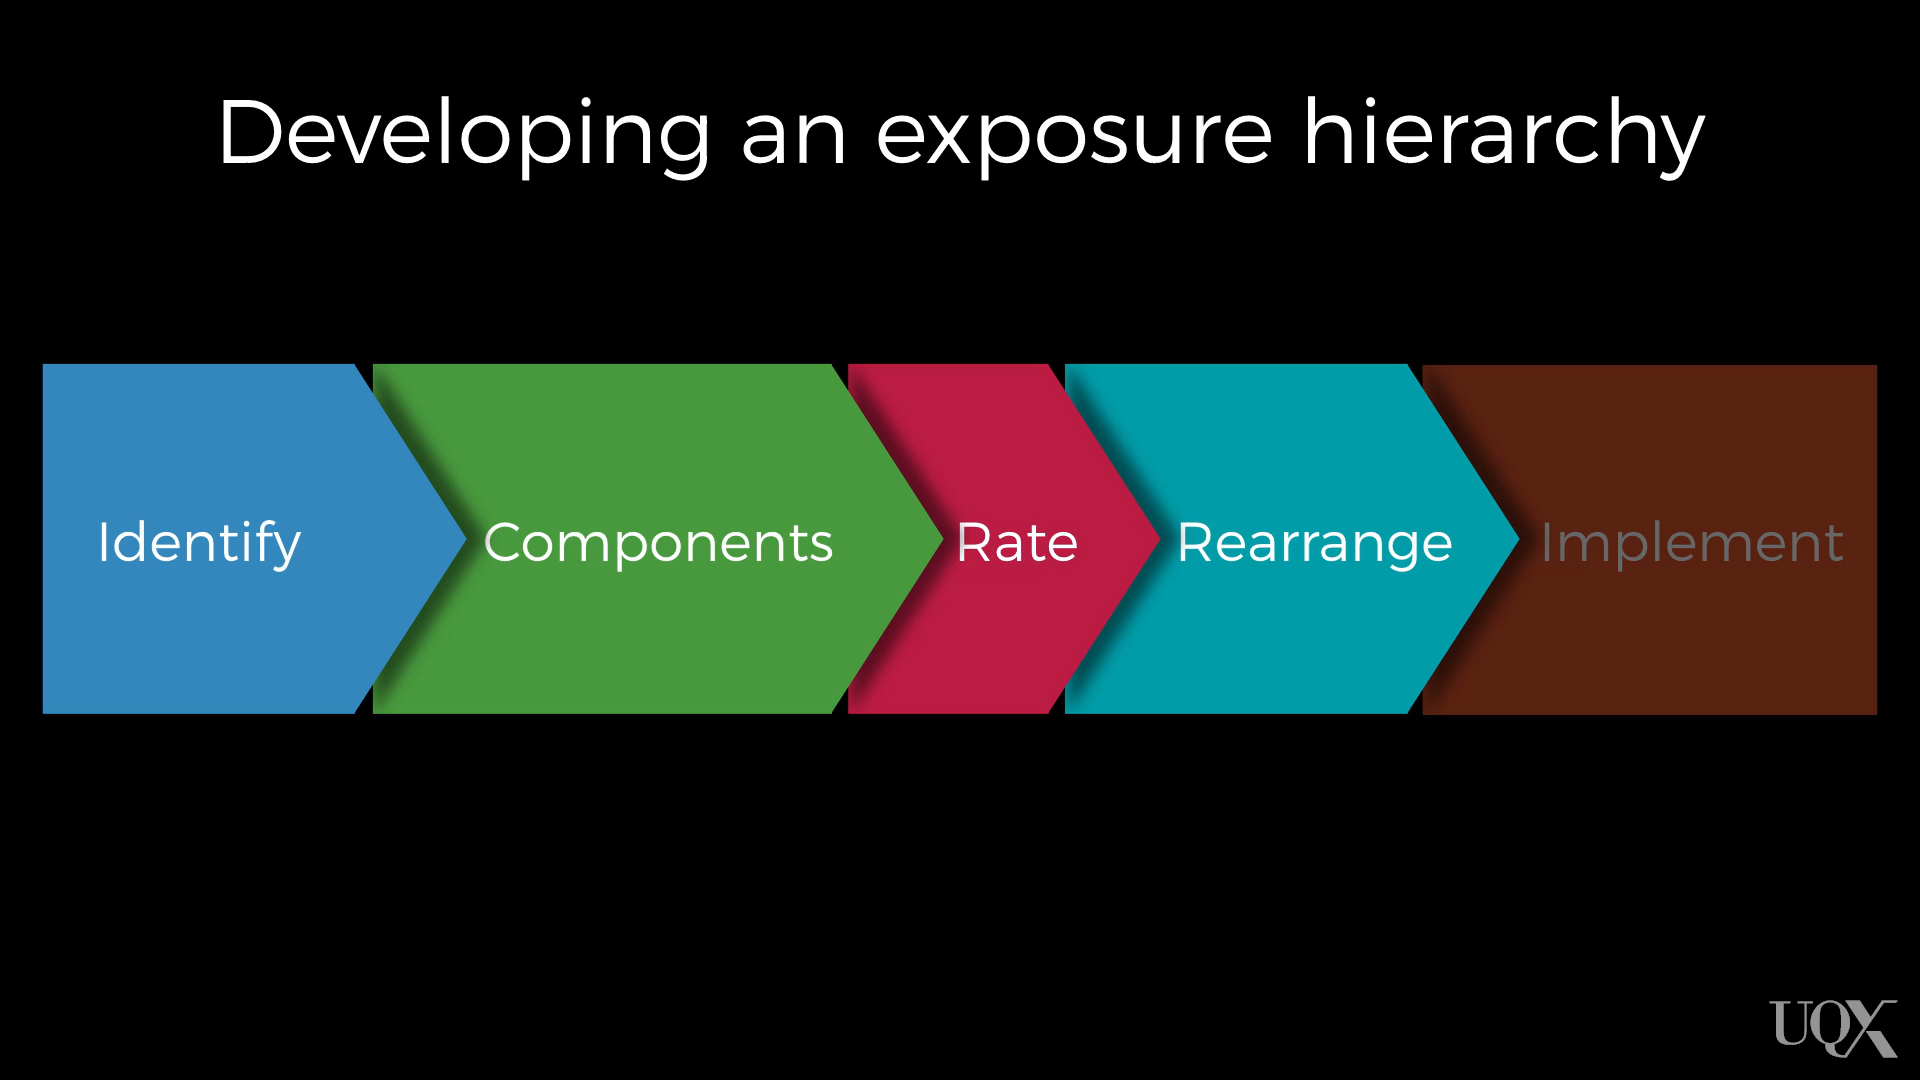 Developing an exposure hierarchy
Identify Components Rate Rearrange Implement
UQX